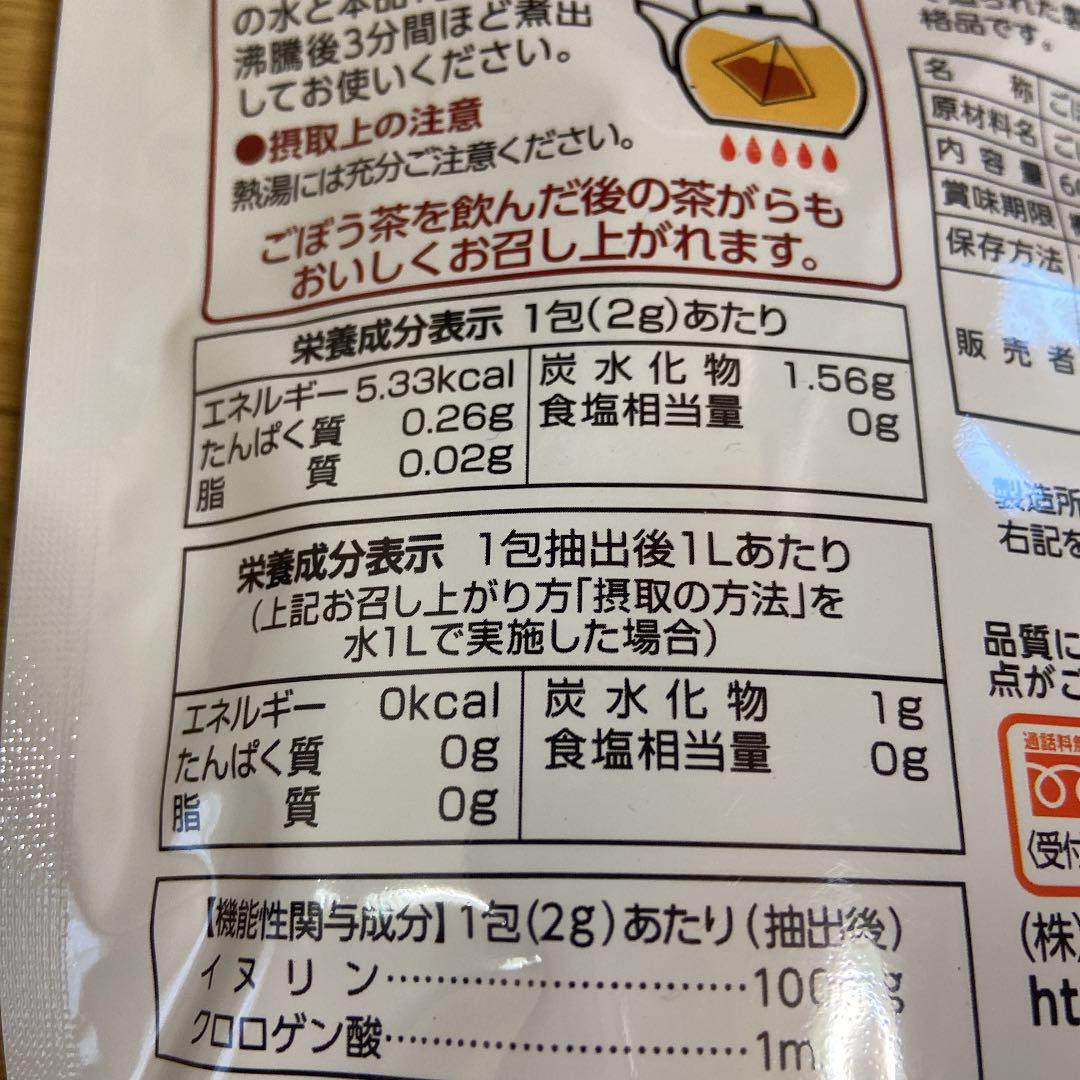 の水と本品
沸騰後3分間ほど煮出
してお使いください。
●摂取上の注意
熱湯には充分ご注意ください。
ごぼう茶を飲んだ後の茶がらも
おいしくお召し上がれます。
栄養成分表示 1包(2g)あたり
エネルギー 5.33kcal
たんぱく質 0.26g
脂質 0.02g
炭水化物 1.56g
食塩相当量 0g
栄養成分表示 1包抽出後1Lあたり
(上記お召し上がり方「摂取の方法」を
水1Lで実施した場合)
エネルギー 0kcal
たんぱく質 0g
脂質 0g
炭水化物 1g
食塩相当量 0g
【機能性関与成分】1包(2g)あたり(抽出後)
イヌリン
クロロゲン酸
格品です。
名称
原材料名
内容量
賞味期限
保存方法
販売者
製造所
右記を
品質に
点がご
通話料無
〈受付
(株)
ht